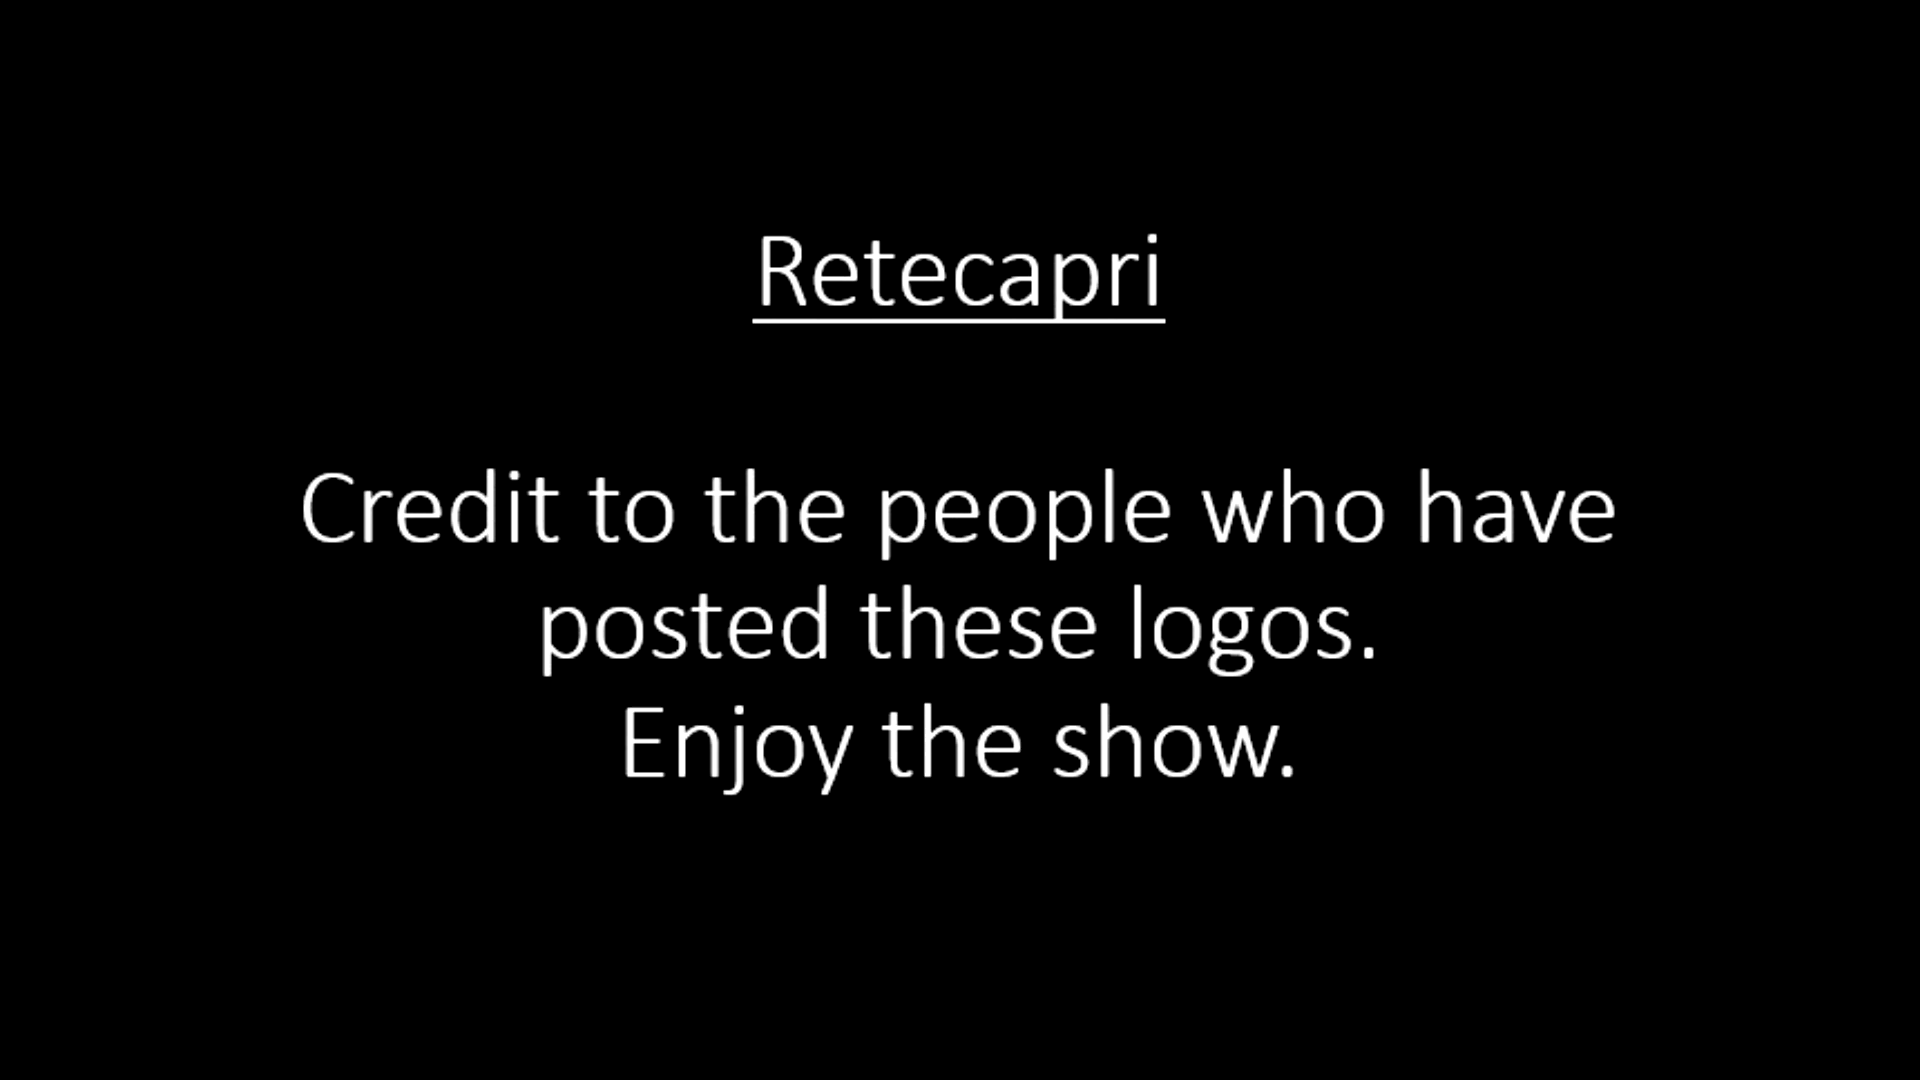 Retecapri
Credit to the people who have
posted these logos.
Enjoy the show.